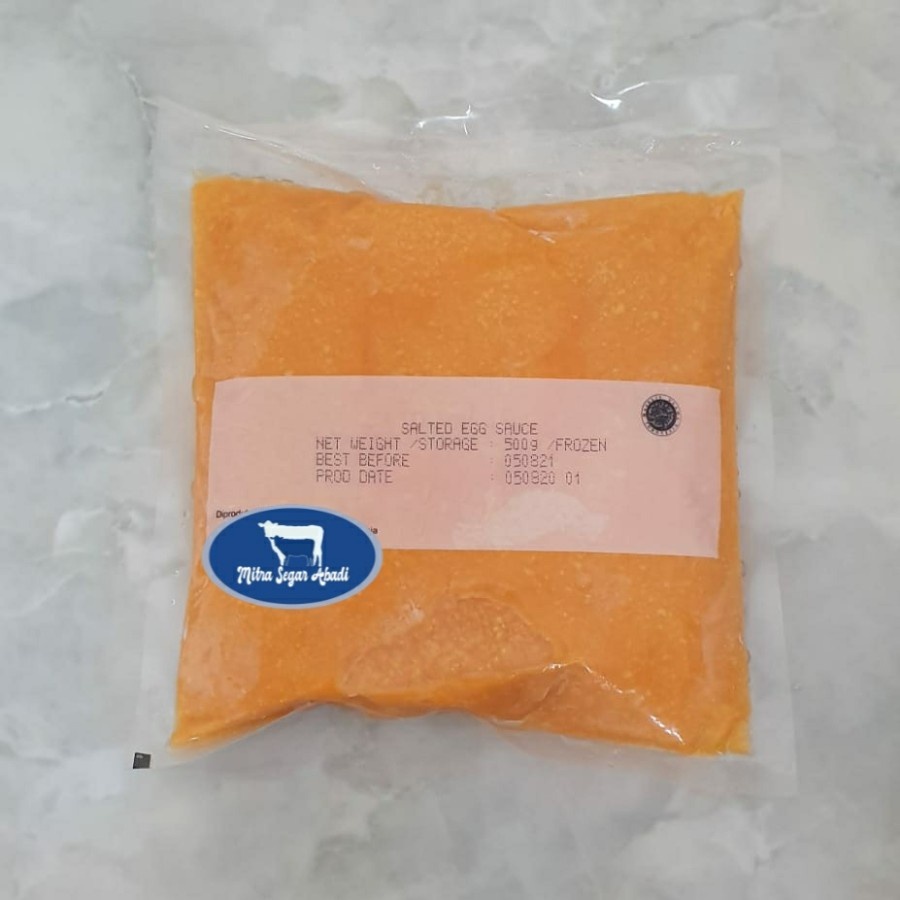 SALTED EGG SAUCE
NET WEIGHT /STORAGE : 500g /FROZEN
BEST BEFORE : 050821
PROD DATE : 050820 01
Mitra Segar Abadi